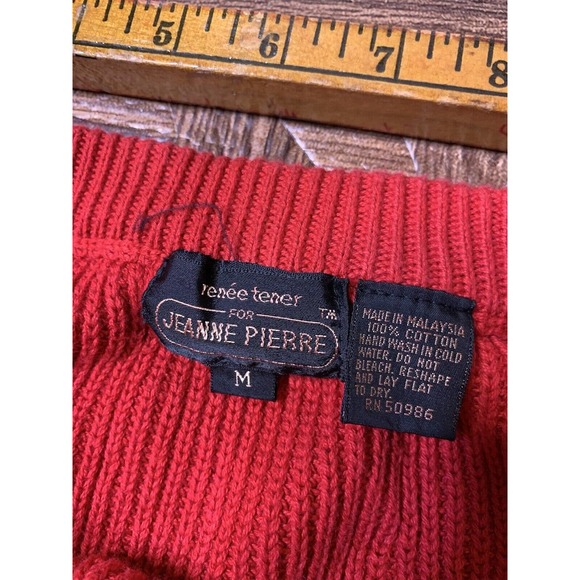 5 6 7 8
renée tener
FOR
JEANNE PIERRE ™
M
MADE IN MALAYSIA
100% COTTON
HAND WASH IN COLD
WATER. DO NOT
BLEACH. RESHAPE
AND LAY FLAT
TO DRY.
RN 50986